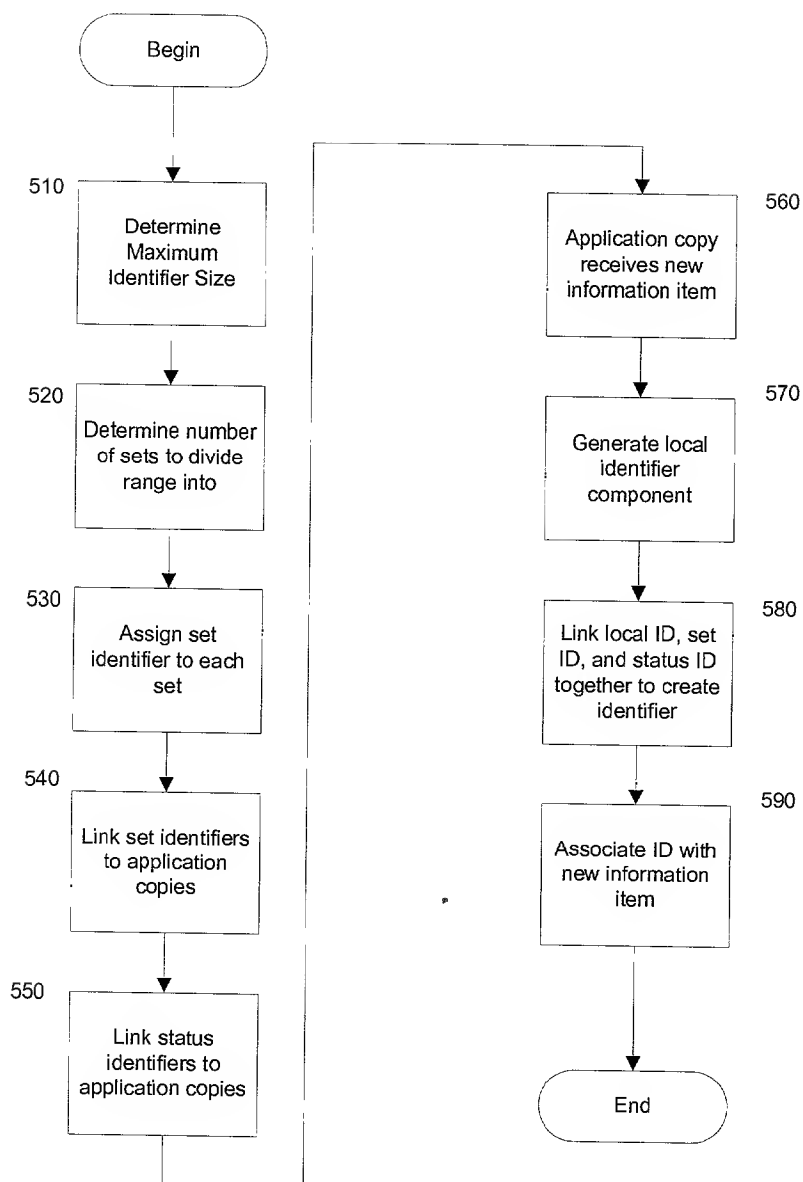 Begin
510
Determine
Maximum
Identifier Size
520
Determine number
of sets to divide
range into
530
Assign set
identifier to each
set
540
Link set identifiers
to application
copies
550
Link status
identifiers to
application copies
560
Application copy
receives new
information item
570
Generate local
identifier
component
580
Link local ID, set
ID, and status ID
together to create
identifier
590
Associate ID with
new information
item
End